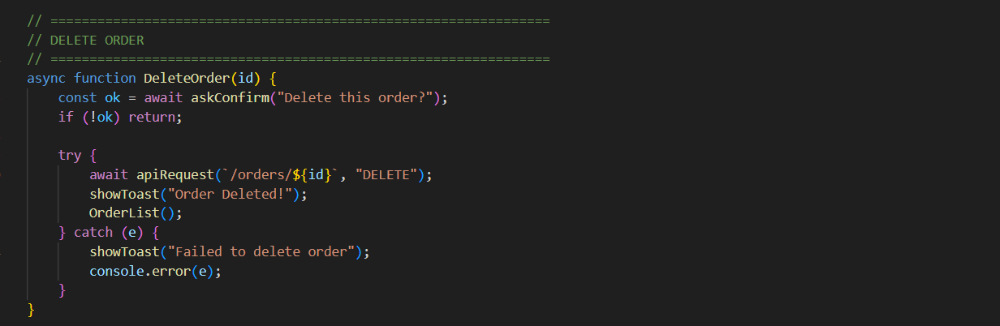 // ================================================================
// DELETE ORDER
// ================================================================
async function DeleteOrder(id) {
    const ok = await askConfirm("Delete this order?");
    if (!ok) return;

    try {
        await apiRequest(`/orders/${id}`, "DELETE");
        showToast("Order Deleted!");
        OrderList();
    } catch (e) {
        showToast("Failed to delete order");
        console.error(e);
    }
}